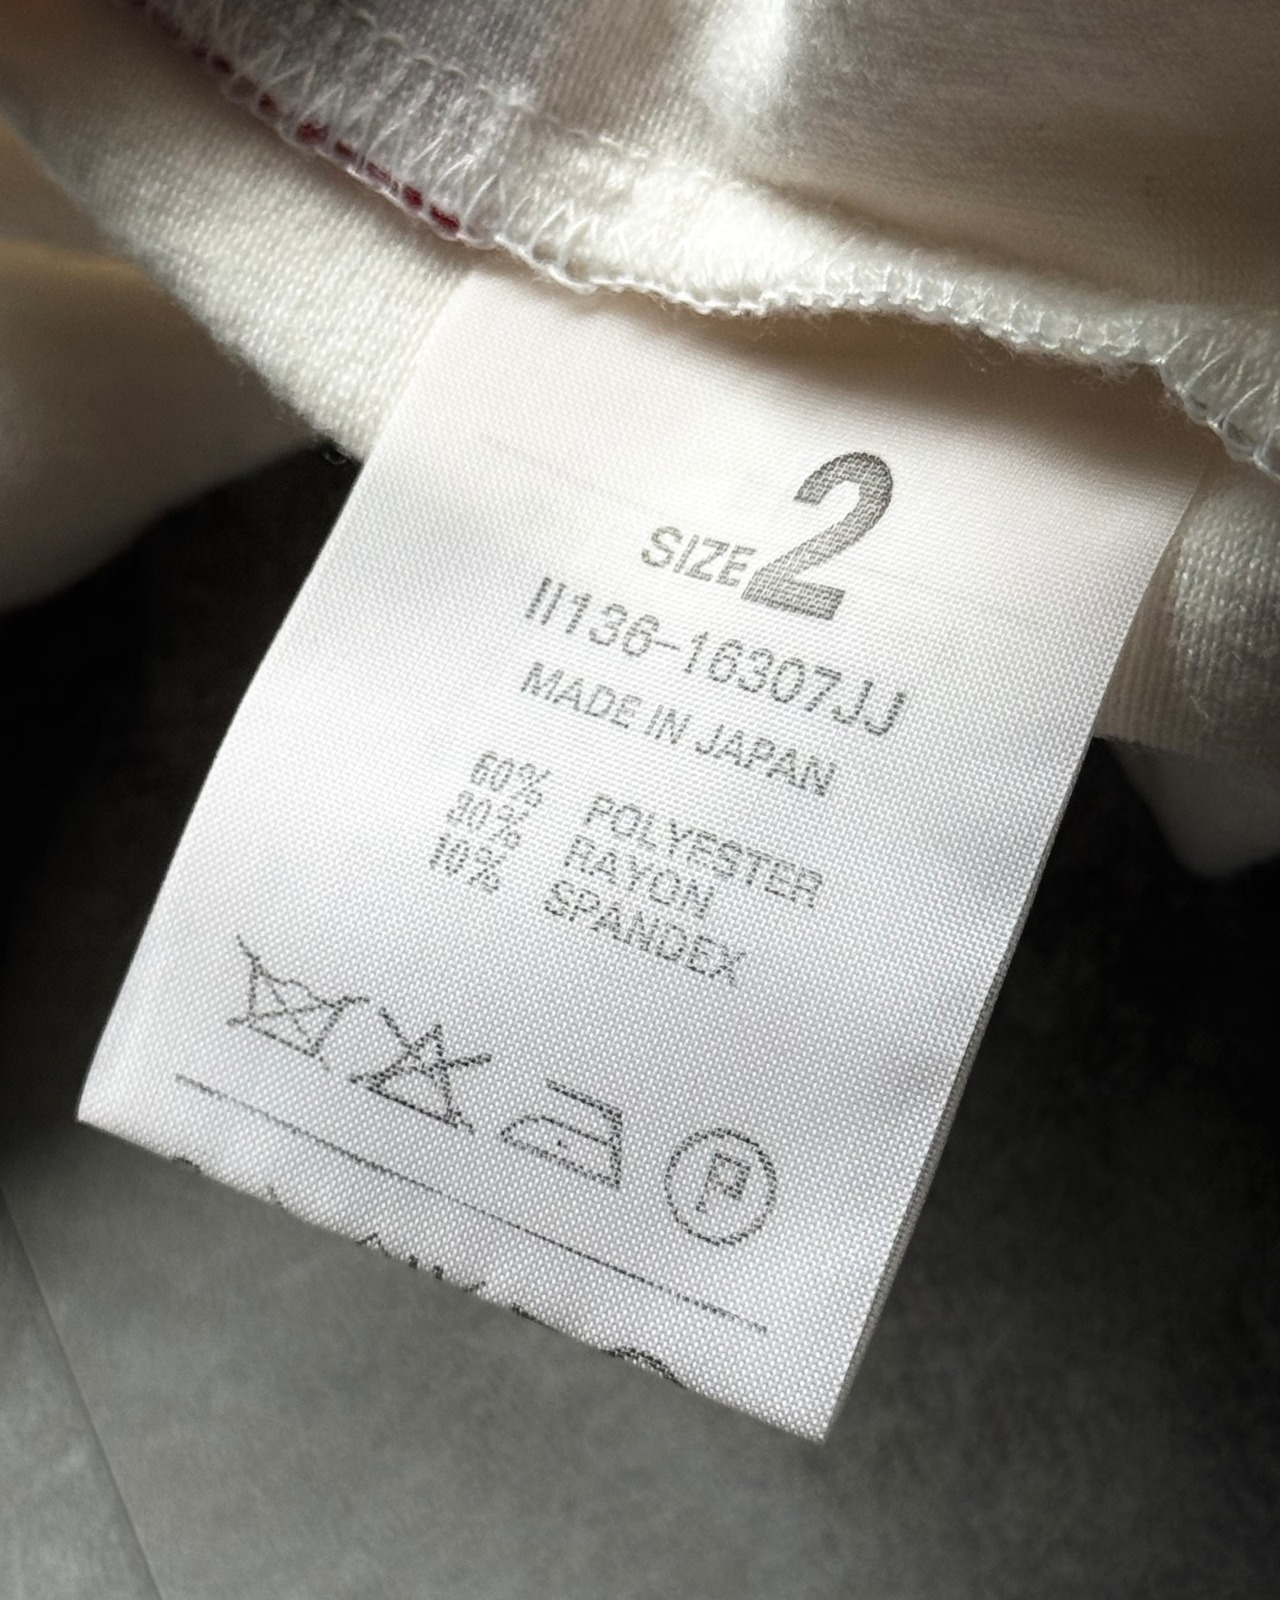 SIZE 2
II136-16307JJ
MADE IN JAPAN
60% POLYESTER
30% RAYON
10% SPANDEX
P